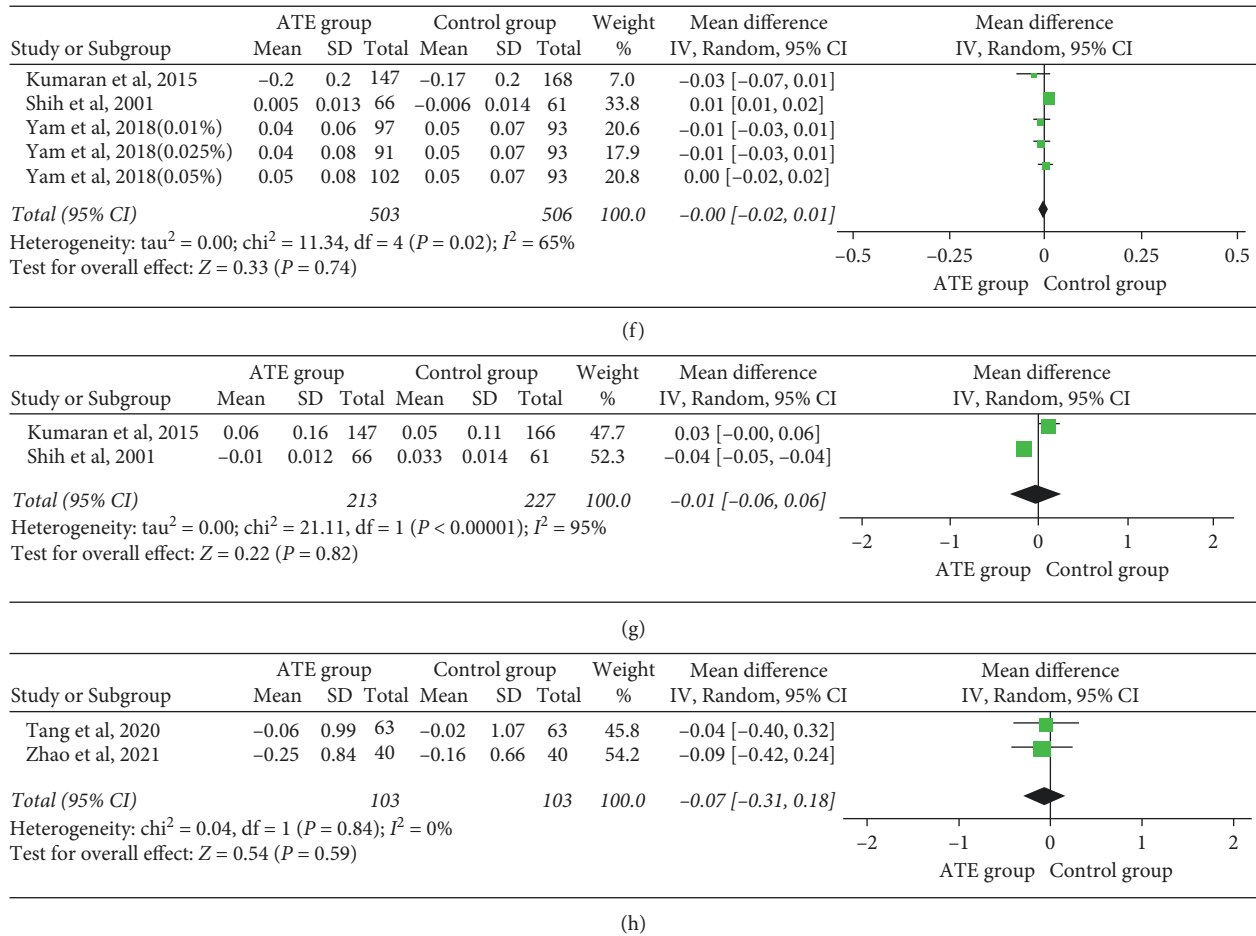 ATE group Control group Weight Mean difference Mean difference
Study or Subgroup Mean SD Total Mean SD Total % IV, Random, 95% CI IV, Random, 95% CI
Kumaran et al, 2015 –0.2 0.2 147 –0.17 0.2 168 7.0 –0.03 [–0.07, 0.01]
Shih et al, 2001 0.005 0.013 66 –0.006 0.014 61 33.8 0.01 [0.01, 0.02]
Yam et al, 2018(0.01%) 0.04 0.06 97 0.05 0.07 93 20.6 –0.01 [–0.03, 0.01]
Yam et al, 2018(0.025%) 0.04 0.08 91 0.05 0.07 93 17.9 –0.01 [–0.03, 0.01]
Yam et al, 2018(0.05%) 0.05 0.08 102 0.05 0.07 93 20.8 0.00 [–0.02, 0.02]
Total (95% CI) 503 506 100.0 –0.00 [–0.02, 0.01]
Heterogeneity: tau² = 0.00; chi² = 11.34, df = 4 (P = 0.02); I² = 65%
Test for overall effect: Z = 0.33 (P = 0.74)
–0.5 –0.25 0 0.25 0.5
ATE group Control group
(f)
ATE group Control group Weight Mean difference Mean difference
Study or Subgroup Mean SD Total Mean SD Total % IV, Random, 95% CI IV, Random, 95% CI
Kumaran et al, 2015 0.06 0.16 147 0.05 0.11 166 47.7 0.03 [–0.00, 0.06]
Shih et al, 2001 –0.01 0.012 66 0.033 0.014 61 52.3 –0.04 [–0.05, –0.04]
Total (95% CI) 213 227 100.0 –0.01 [–0.06, 0.06]
Heterogeneity: tau² = 0.00; chi² = 21.11, df = 1 (P < 0.00001); I² = 95%
Test for overall effect: Z = 0.22 (P = 0.82)
–2 –1 0 1 2
ATE group Control group
(g)
ATE group Control group Weight Mean difference Mean difference
Study or Subgroup Mean SD Total Mean SD Total % IV, Random, 95% CI IV, Random, 95% CI
Tang et al, 2020 –0.06 0.99 63 –0.02 1.07 63 45.8 –0.04 [–0.40, 0.32]
Zhao et al, 2021 –0.25 0.84 40 –0.16 0.66 40 54.2 –0.09 [–0.42, 0.24]
Total (95% CI) 103 103 100.0 –0.07 [–0.31, 0.18]
Heterogeneity: chi² = 0.04, df = 1 (P = 0.84); I² = 0%
Test for overall effect: Z = 0.54 (P = 0.59)
–2 –1 0 1 2
ATE group Control group
(h)